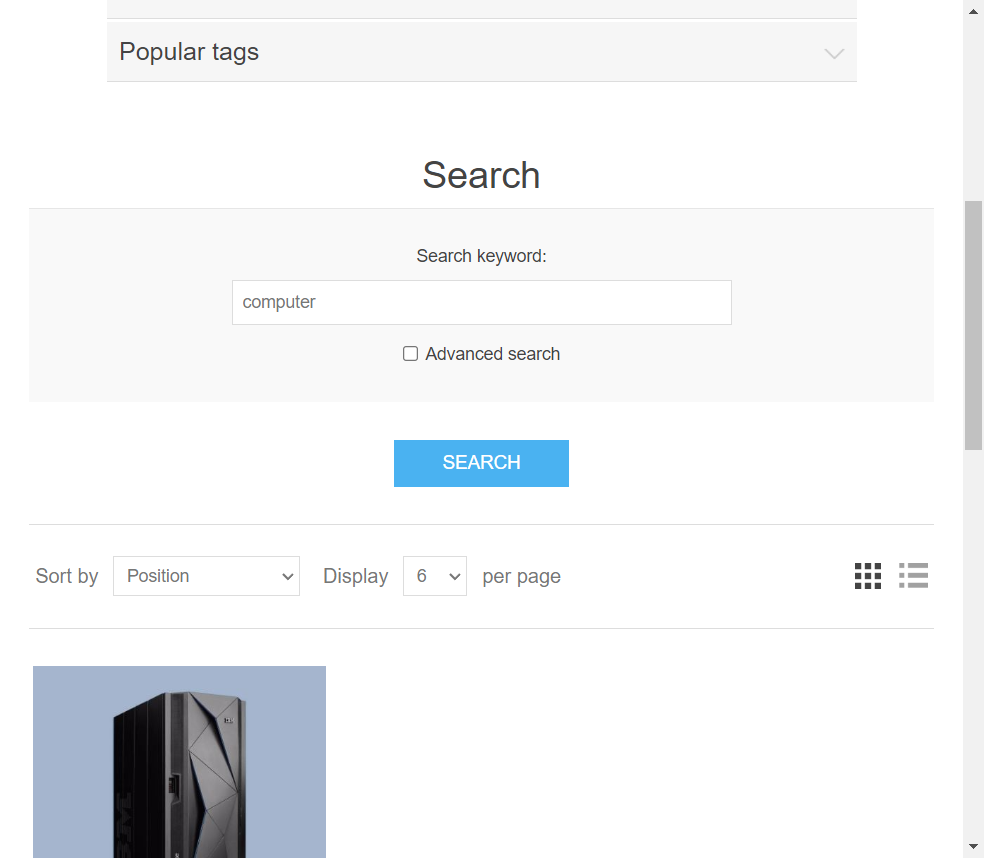 Popular tags
Search
Search keyword:
computer
Advanced search
SEARCH
Sort by Position Display 6 per page